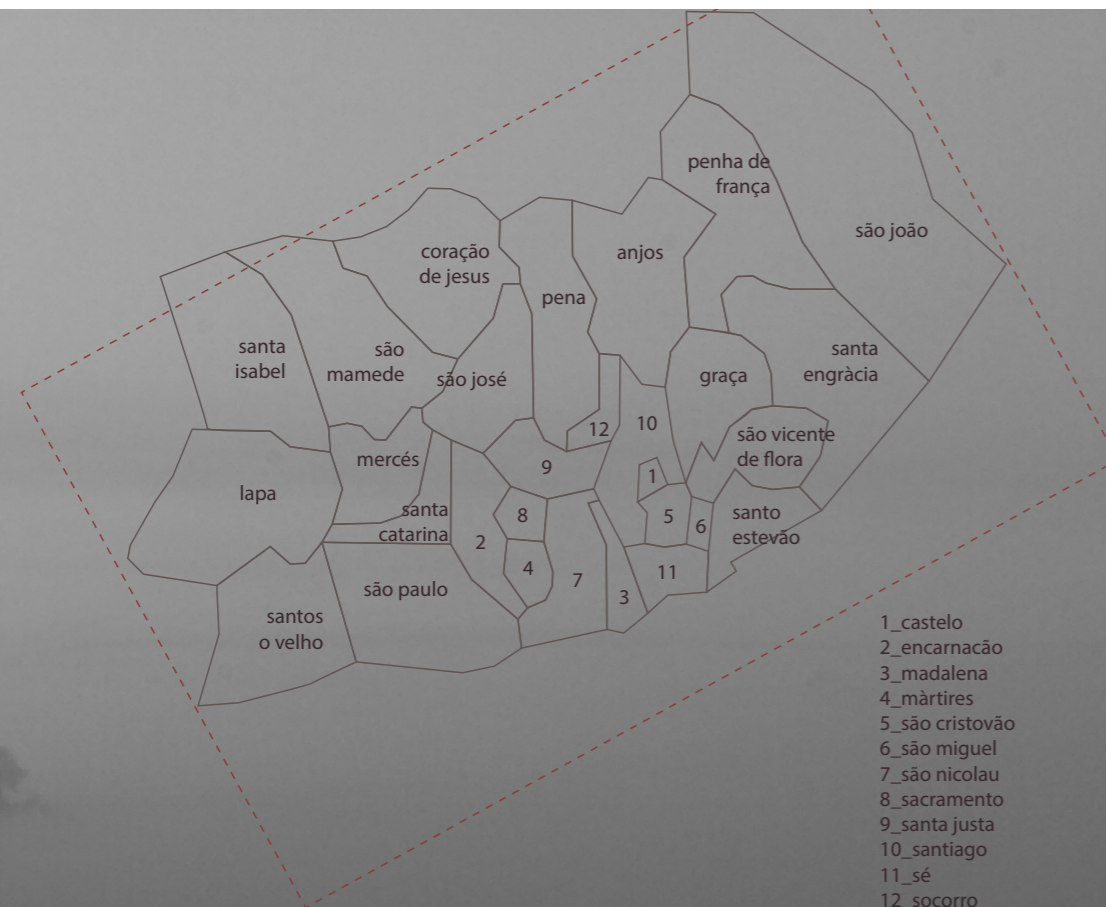 penha de
frança
são joão
coração
de jesus
anjos
pena
santa
isabel
são
mamede
são josé
graça
santa
engràcia
12
10
são vicente
de flora
mercés
9
1
lapa
santa
catarina
8
5
6
santo
estevão
2
4
7
11
3
são paulo
santos
o velho
1_castelo
2_encarnacão
3_madalena
4_màrtires
5_são cristovão
6_são miguel
7_são nicolau
8_sacramento
9_santa justa
10_santiago
11_sé
12_socorro